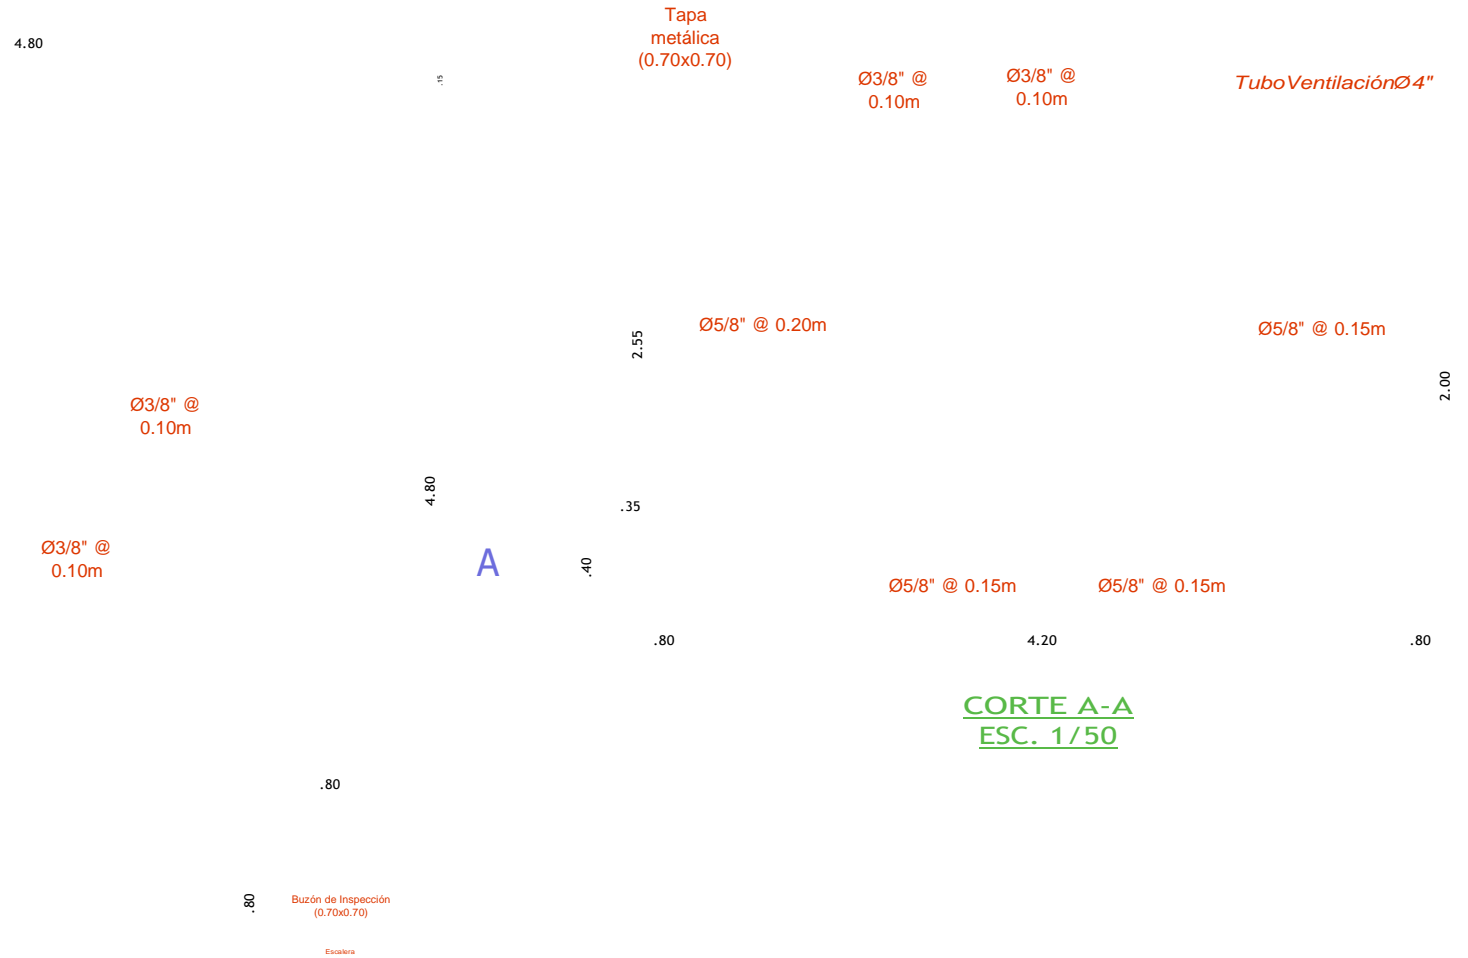 Tapa
metálica
(0.70x0.70)
4.80
.15
Ø3/8" @
0.10m
Ø3/8" @
0.10m
TuboVentilaciónØ4"
2.55
Ø5/8" @ 0.20m
Ø5/8" @ 0.15m
2.00
Ø3/8" @
0.10m
4.80
.35
Ø3/8" @
0.10m
A
.40
Ø5/8" @ 0.15m
Ø5/8" @ 0.15m
.80
4.20
.80
CORTE A-A
ESC. 1/50
.80
.80
Buzón de Inspección
(0.70x0.70)
Escalera